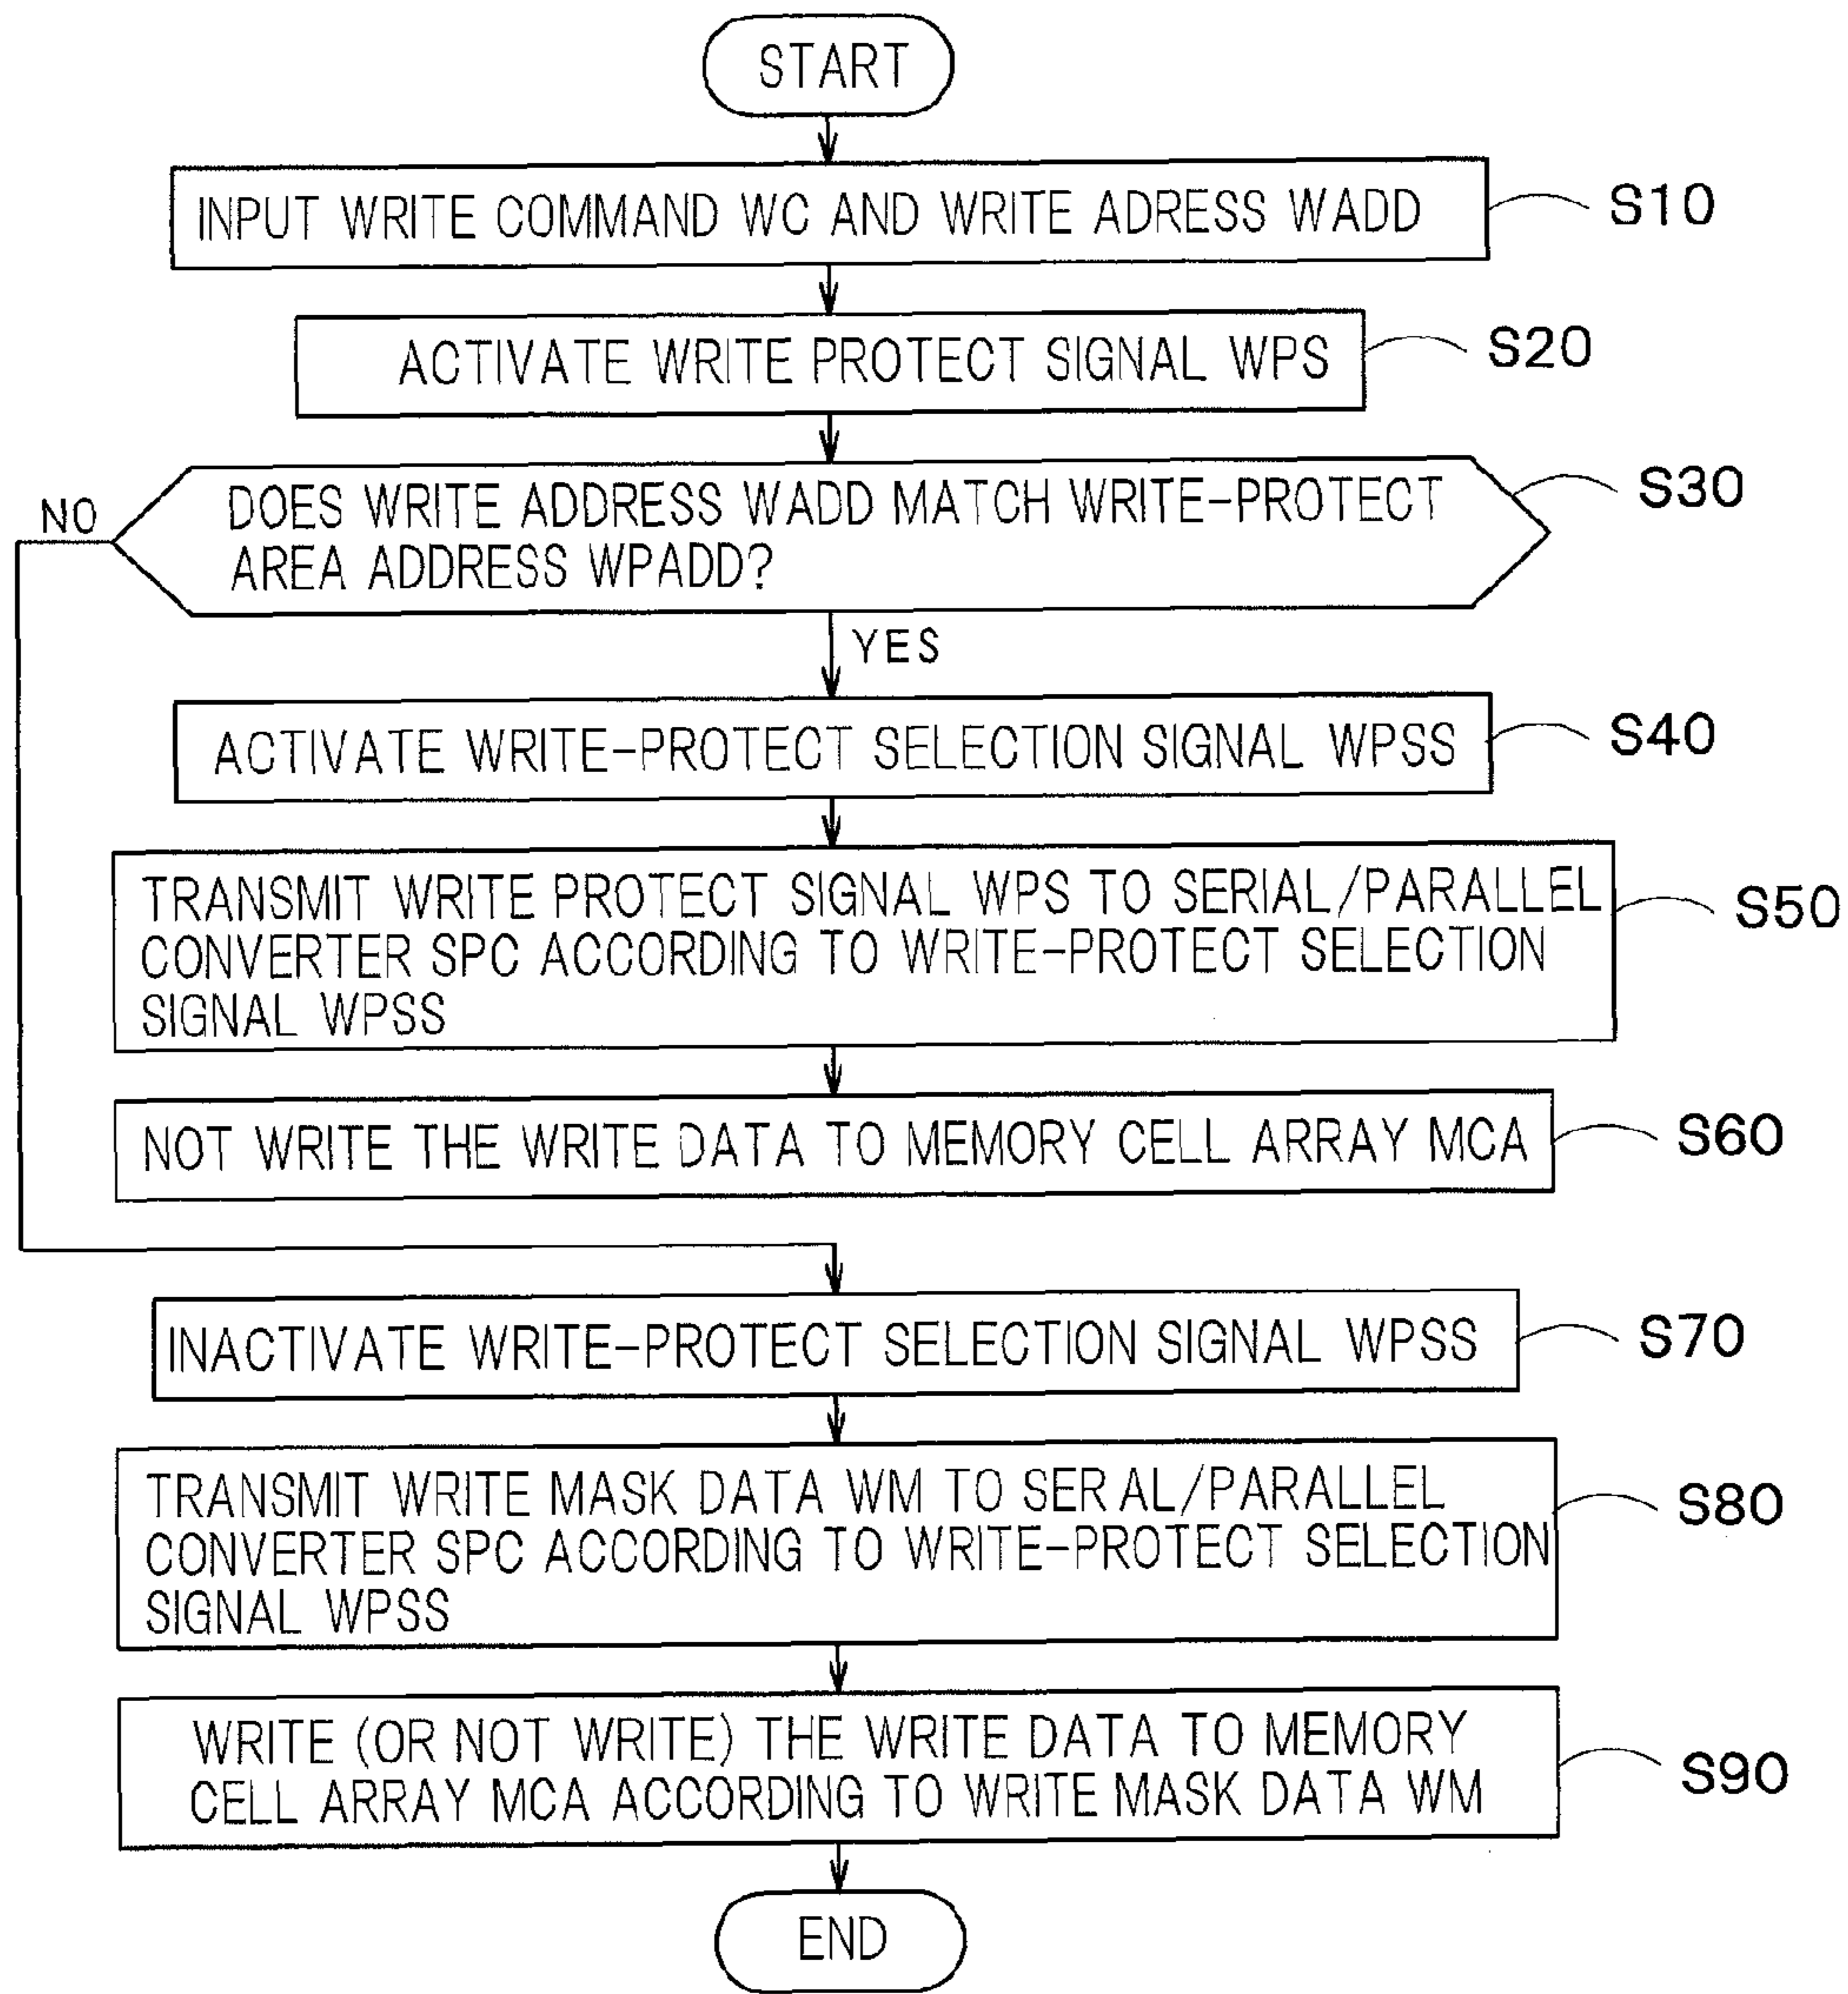 START
INPUT WRITE COMMAND WC AND WRITE ADRESS WADD
S10
ACTIVATE WRITE PROTECT SIGNAL WPS
S20
NO
DOES WRITE ADDRESS WADD MATCH WRITE-PROTECT
AREA ADDRESS WPADD?
S30
YES
ACTIVATE WRITE-PROTECT SELECTION SIGNAL WPSS
S40
TRANSMIT WRITE PROTECT SIGNAL WPS TO SERIAL/PARALLEL
CONVERTER SPC ACCORDING TO WRITE-PROTECT SELECTION
SIGNAL WPSS
S50
NOT WRITE THE WRITE DATA TO MEMORY CELL ARRAY MCA
S60
INACTIVATE WRITE-PROTECT SELECTION SIGNAL WPSS
S70
TRANSMIT WRITE MASK DATA WM TO SER AL/PARALLEL
CONVERTER SPC ACCORDING TO WRITE-PROTECT SELECTION
SIGNAL WPSS
S80
WRITE (OR NOT WRITE) THE WRITE DATA TO MEMORY
CELL ARRAY MCA ACCORDING TO WRITE MASK DATA WM
S90
END